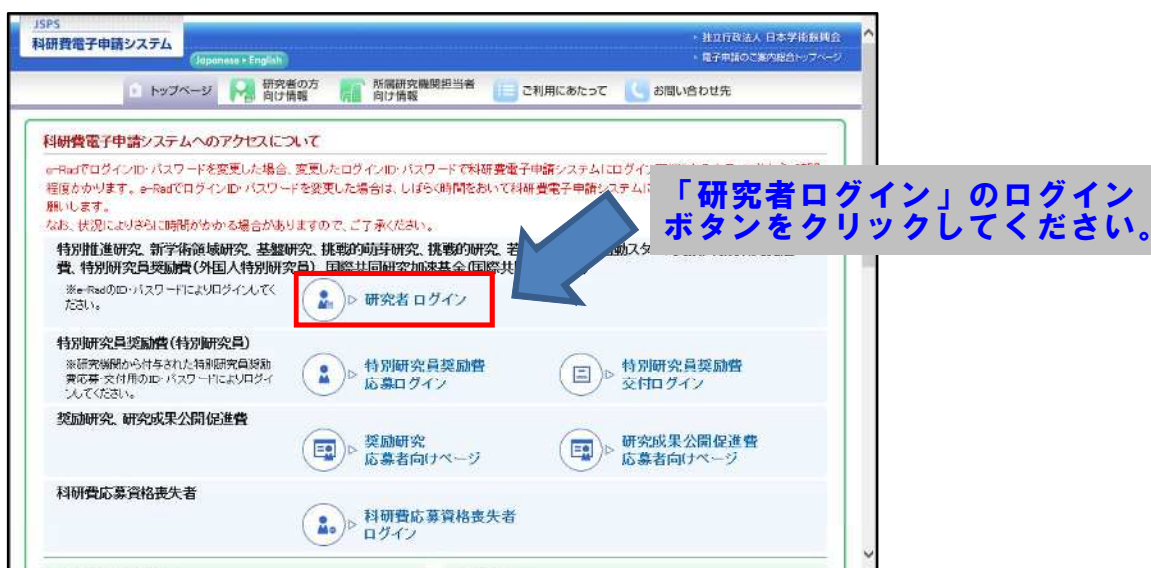 JSPS
科研費電子申請システム
Japanese • English
独立行政法人 日本学術振興会
電子申請のご案内総合トップページ
トップページ
研究者の方
向け情報
所属研究機関担当者
向け情報
ご利用にあたって
お問い合わせ先
科研費電子申請システムへのアクセスについて
e-RadでログインID・パスワードを変更した場合、変更したログインID・パスワードで科研費電子申請システムにログイン
程度かかります。e-RadでログインID・パスワードを変更した場合は、しばらく時間をおいて科研費電子申請システムに
願いします。
なお、状況によりさらに時間がかかる場合がありますので、ご了承ください。
「研究者ログイン」のログイン
ボタンをクリックしてください。
特別推進研究、新学術領域研究、基盤研究、挑戦的萌芽研究、挑戦的研究、若
動スタ
費、特別研究員奨励費(外国人特別研究員)、国際共同研究加速基金(国際共
※e-RadのID・パスワードによりログインしてく
ださい。
研究者 ログイン
特別研究員奨励費(特別研究員)
※研究機関から付与された特別研究員奨励
費応募・交付用のID・パスワードによりログイ
ンしてください。
特別研究員奨励費
応募ログイン
特別研究員奨励費
交付ログイン
奨励研究、研究成果公開促進費
奨励研究
応募者向けページ
研究成果公開促進費
応募者向けページ
科研費応募資格喪失者
科研費応募資格喪失者
ログイン